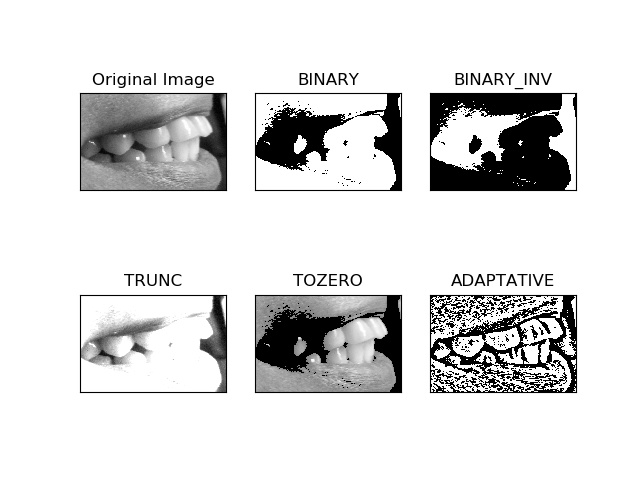 Original Image
BINARY
BINARY_INV
TRUNC
TOZERO
ADAPTATIVE